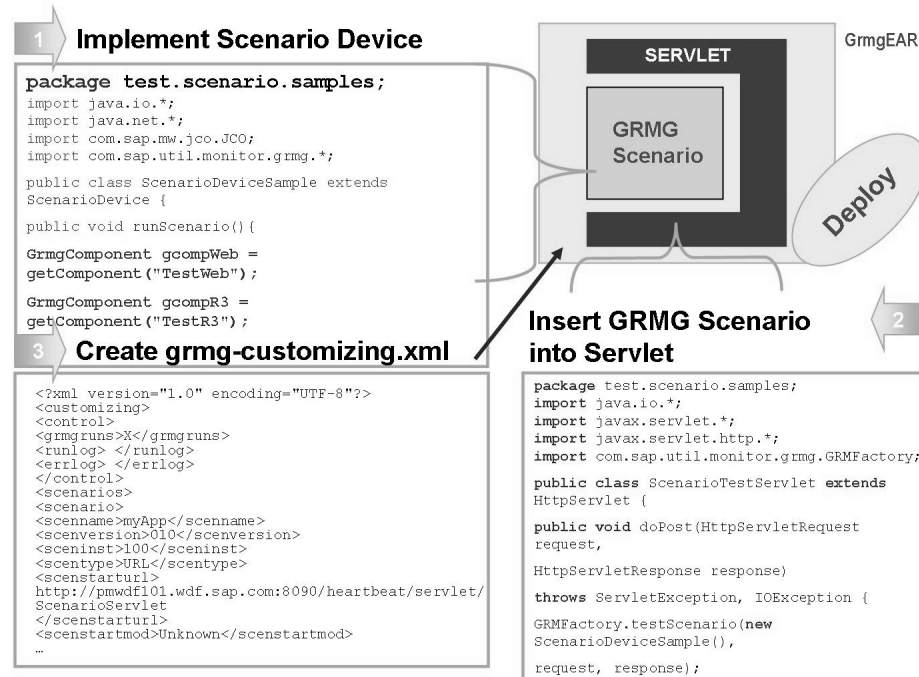 1
Implement Scenario Device
package test.scenario.samples;
import java.io.*;
import java.net.*;
import com.sap.mw.jco.JCO;
import com.sap.util.monitor.grmg.*;
public class ScenarioDeviceSample extends
ScenarioDevice {
public void runScenario(){
GrmgComponent gcompWeb =
getComponent("TestWeb");
GrmgComponent gcompR3 =
getComponent("TestR3");
SERVLET
GRMG
Scenario
GrmgEAR
Deploy
3
Create grmg-customizing.xml
<?xml version="1.0" encoding="UTF-8"?>
<customizing>
<control>
<grmgruns>X</grmgruns>
<runlog> </runlog>
<errlog> </errlog>
</control>
<scenarios>
<scenario>
<scenname>myApp</scenname>
<scenversion>010</scenversion>
<sceninst>100</sceninst>
<scentype>URL</scentype>
<scenstarturl>
http://pmwdf101.wdf.sap.com:8090/heartbeat/servlet/
ScenarioServlet
</scenstarturl>
<scenstartmod>Unknown</scenstartmod>
…
Insert GRMG Scenario
into Servlet
2
package test.scenario.samples;
import java.io.*;
import javax.servlet.*;
import javax.servlet.http.*;
import com.sap.util.monitor.grmg.GRMFactory;
public class ScenarioTestServlet extends
HttpServlet {
public void doPost(HttpServletRequest
request,
HttpServletResponse response)
throws ServletException, IOException {
GRMFactory.testScenario(new
ScenarioDeviceSample(),
request, response);